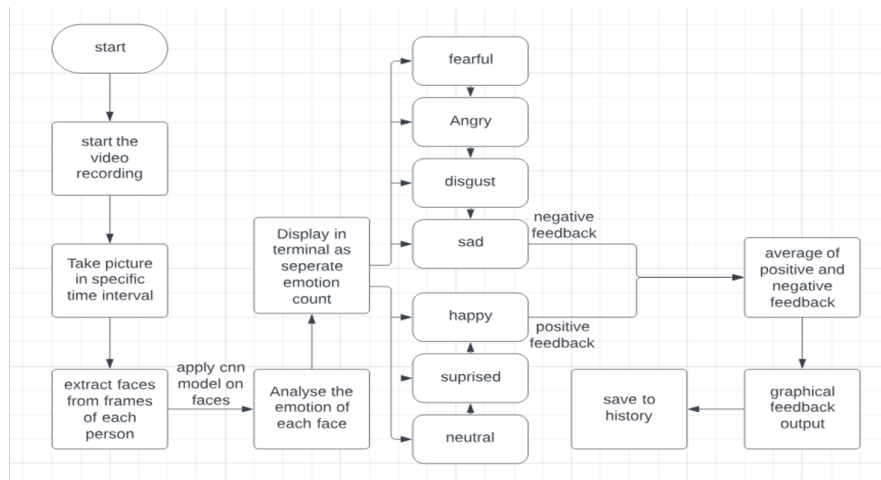 start
start the
video
recording
Take picture
in specific
time interval
extract faces
from frames
of each
person
apply cnn
model on
faces
Analyse the
emotion of
each face
Display in
terminal as
seperate
emotion
count
fearful
Angry
disgust
sad
happy
suprised
neutral
negative
feedback
positive
feedback
average of
positive and
negative
feedback
graphical
feedback
output
save to
history